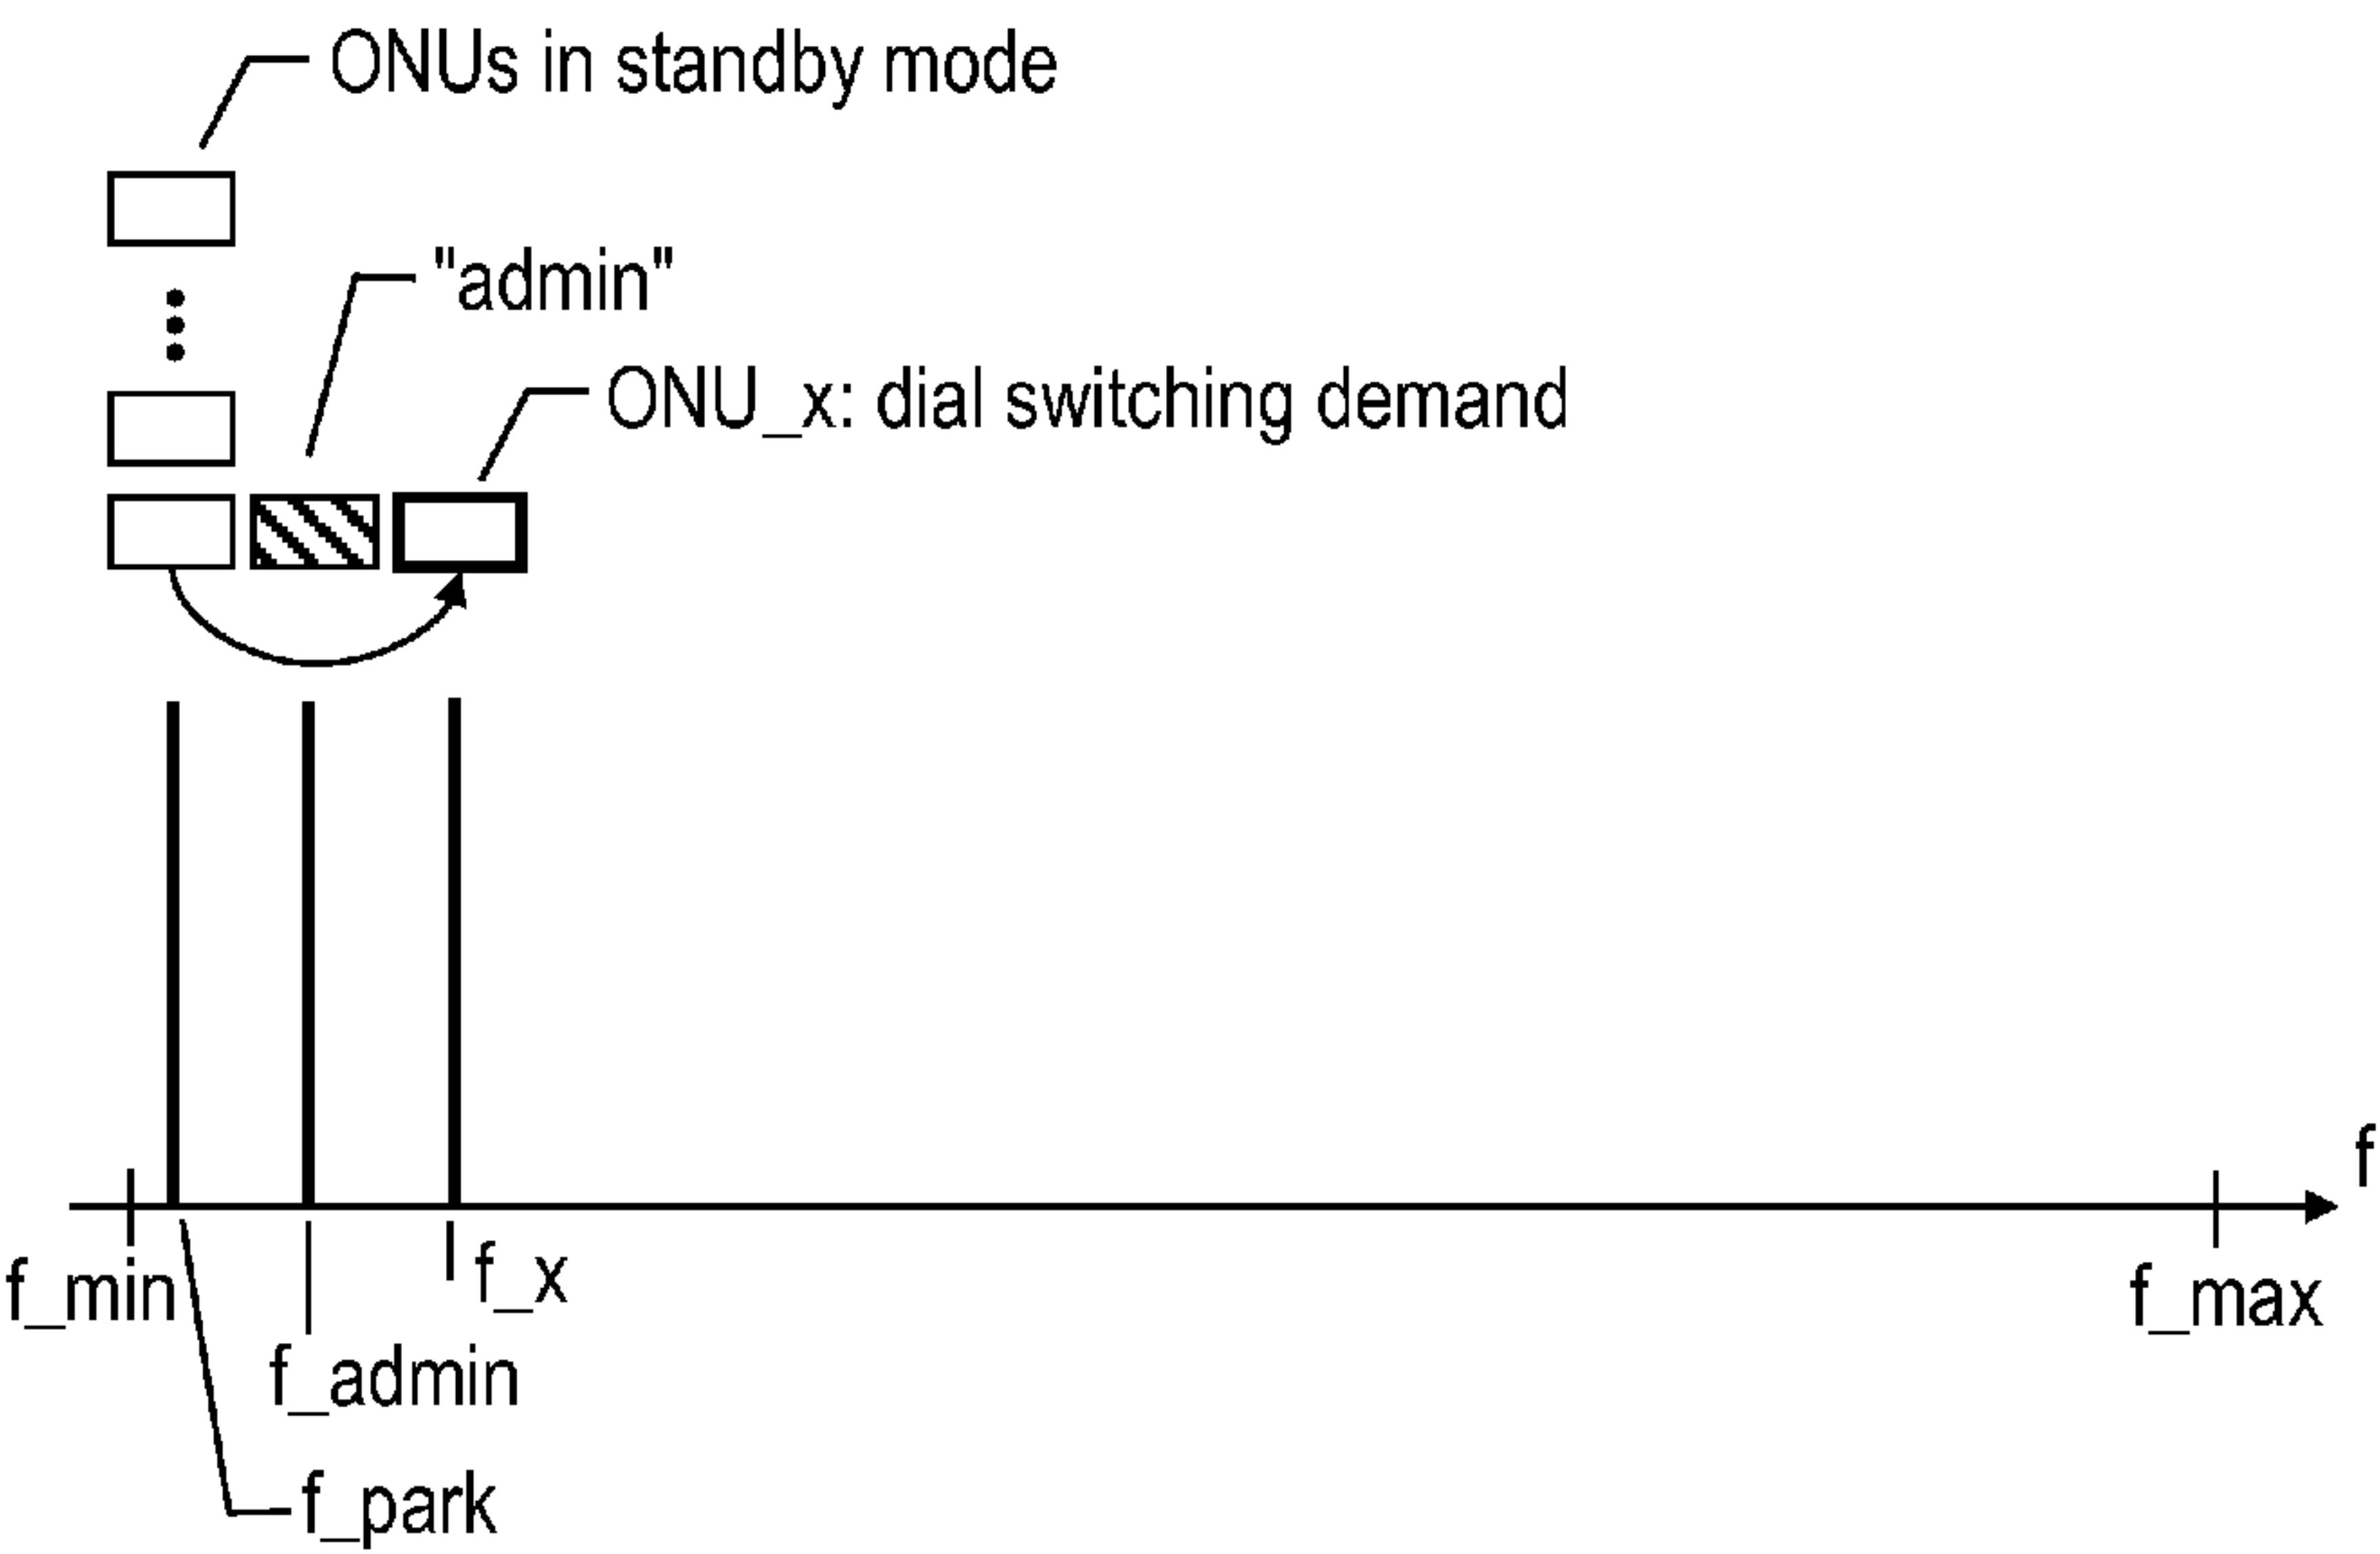 ONUs in standby mode
"admin"
ONU_x: dial switching demand
f
f_min
f_x
f_max
f_admin
f_park